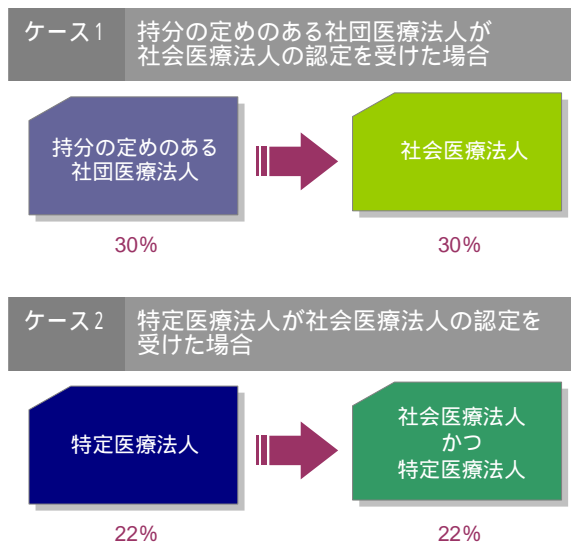 ケース1
持分の定めのある社団医療法人が
社会医療法人の認定を受けた場合
持分の定めのある
社団医療法人
社会医療法人
30%
30%
ケース2
特定医療法人が社会医療法人の認定を
受けた場合
特定医療法人
社会医療法人
かつ
特定医療法人
22%
22%